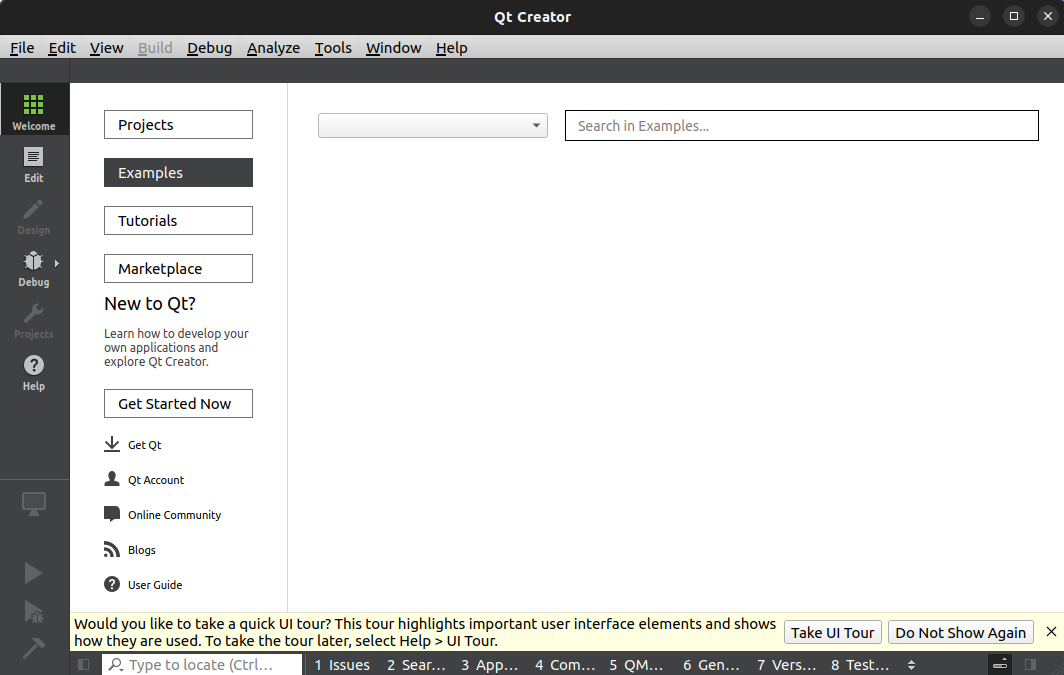 Qt Creator
File Edit View Build Debug Analyze Tools Window Help
Welcome
Edit
Design
Debug
Projects
Help
Projects
Examples
Tutorials
Marketplace
New to Qt?
Learn how to develop your
own applications and
explore Qt Creator.
Get Started Now
Get Qt
Qt Account
Online Community
Blogs
User Guide
Search in Examples...
Would you like to take a quick UI tour? This tour highlights important user interface elements and shows
how they are used. To take the tour later, select Help > UI Tour.
Take UI Tour
Do Not Show Again
Type to locate (Ctrl...
1 Issues 2 Sear... 3 App... 4 Com... 5 QM... 6 Gen... 7 Vers... 8 Test...